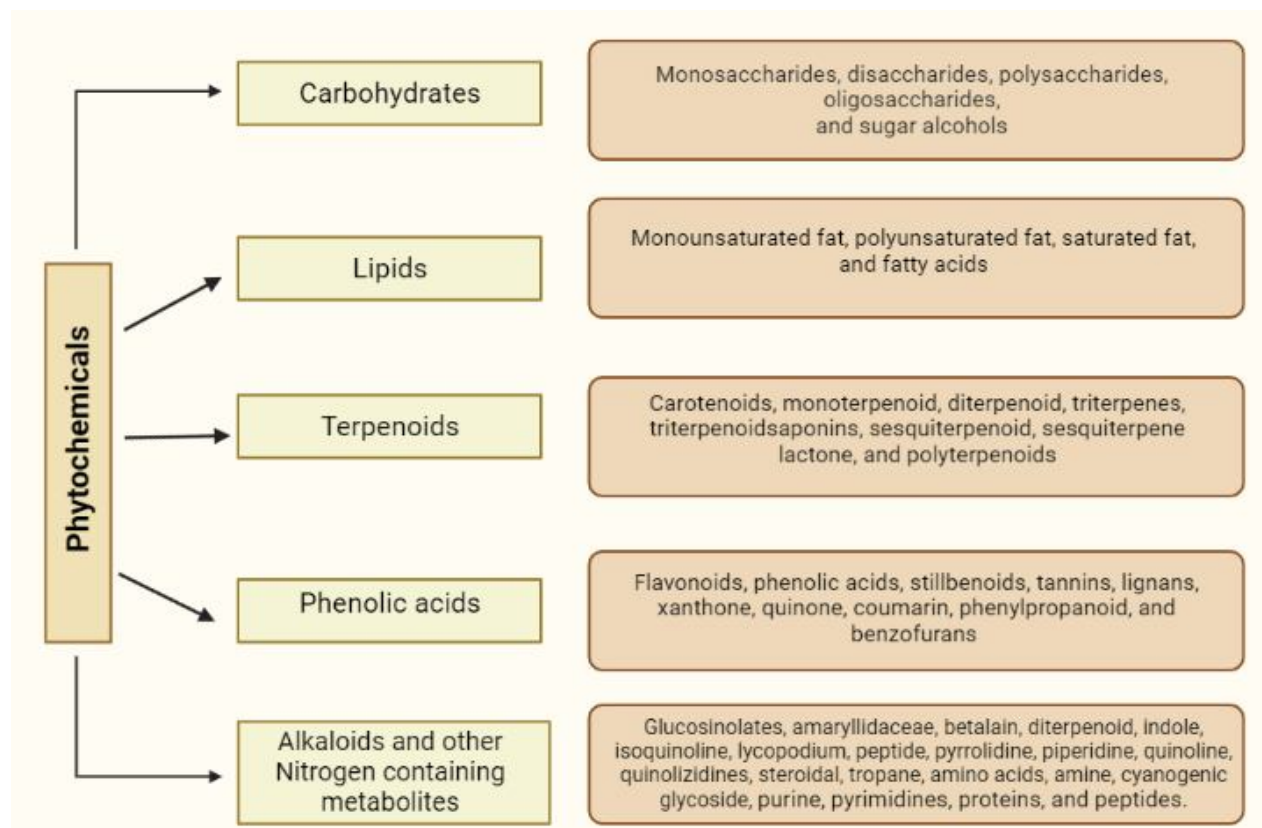 Phytochemicals
Carbohydrates
Monosaccharides, disaccharides, polysaccharides,
oligosaccharides,
and sugar alcohols
Lipids
Monounsaturated fat, polyunsaturated fat, saturated fat,
and fatty acids
Terpenoids
Carotenoids, monoterpenoid, diterpenoid, triterpenes,
triterpenoidsaponins, sesquiterpenoid, sesquiterpene
lactone, and polyterpenoids
Phenolic acids
Flavonoids, phenolic acids, stillbenoids, tannins, lignans,
xanthone, quinone, coumarin, phenylpropanoid, and
benzofurans
Alkaloids and other
Nitrogen containing
metabolites
Glucosinolates, amaryllidaceae, betalain, diterpenoid, indole,
isoquinoline, lycopodium, peptide, pyrrolidine, piperidine, quinoline,
quinolizidines, steroidal, tropane, amino acids, amine, cyanogenic
glycoside, purine, pyrimidines, proteins, and peptides.